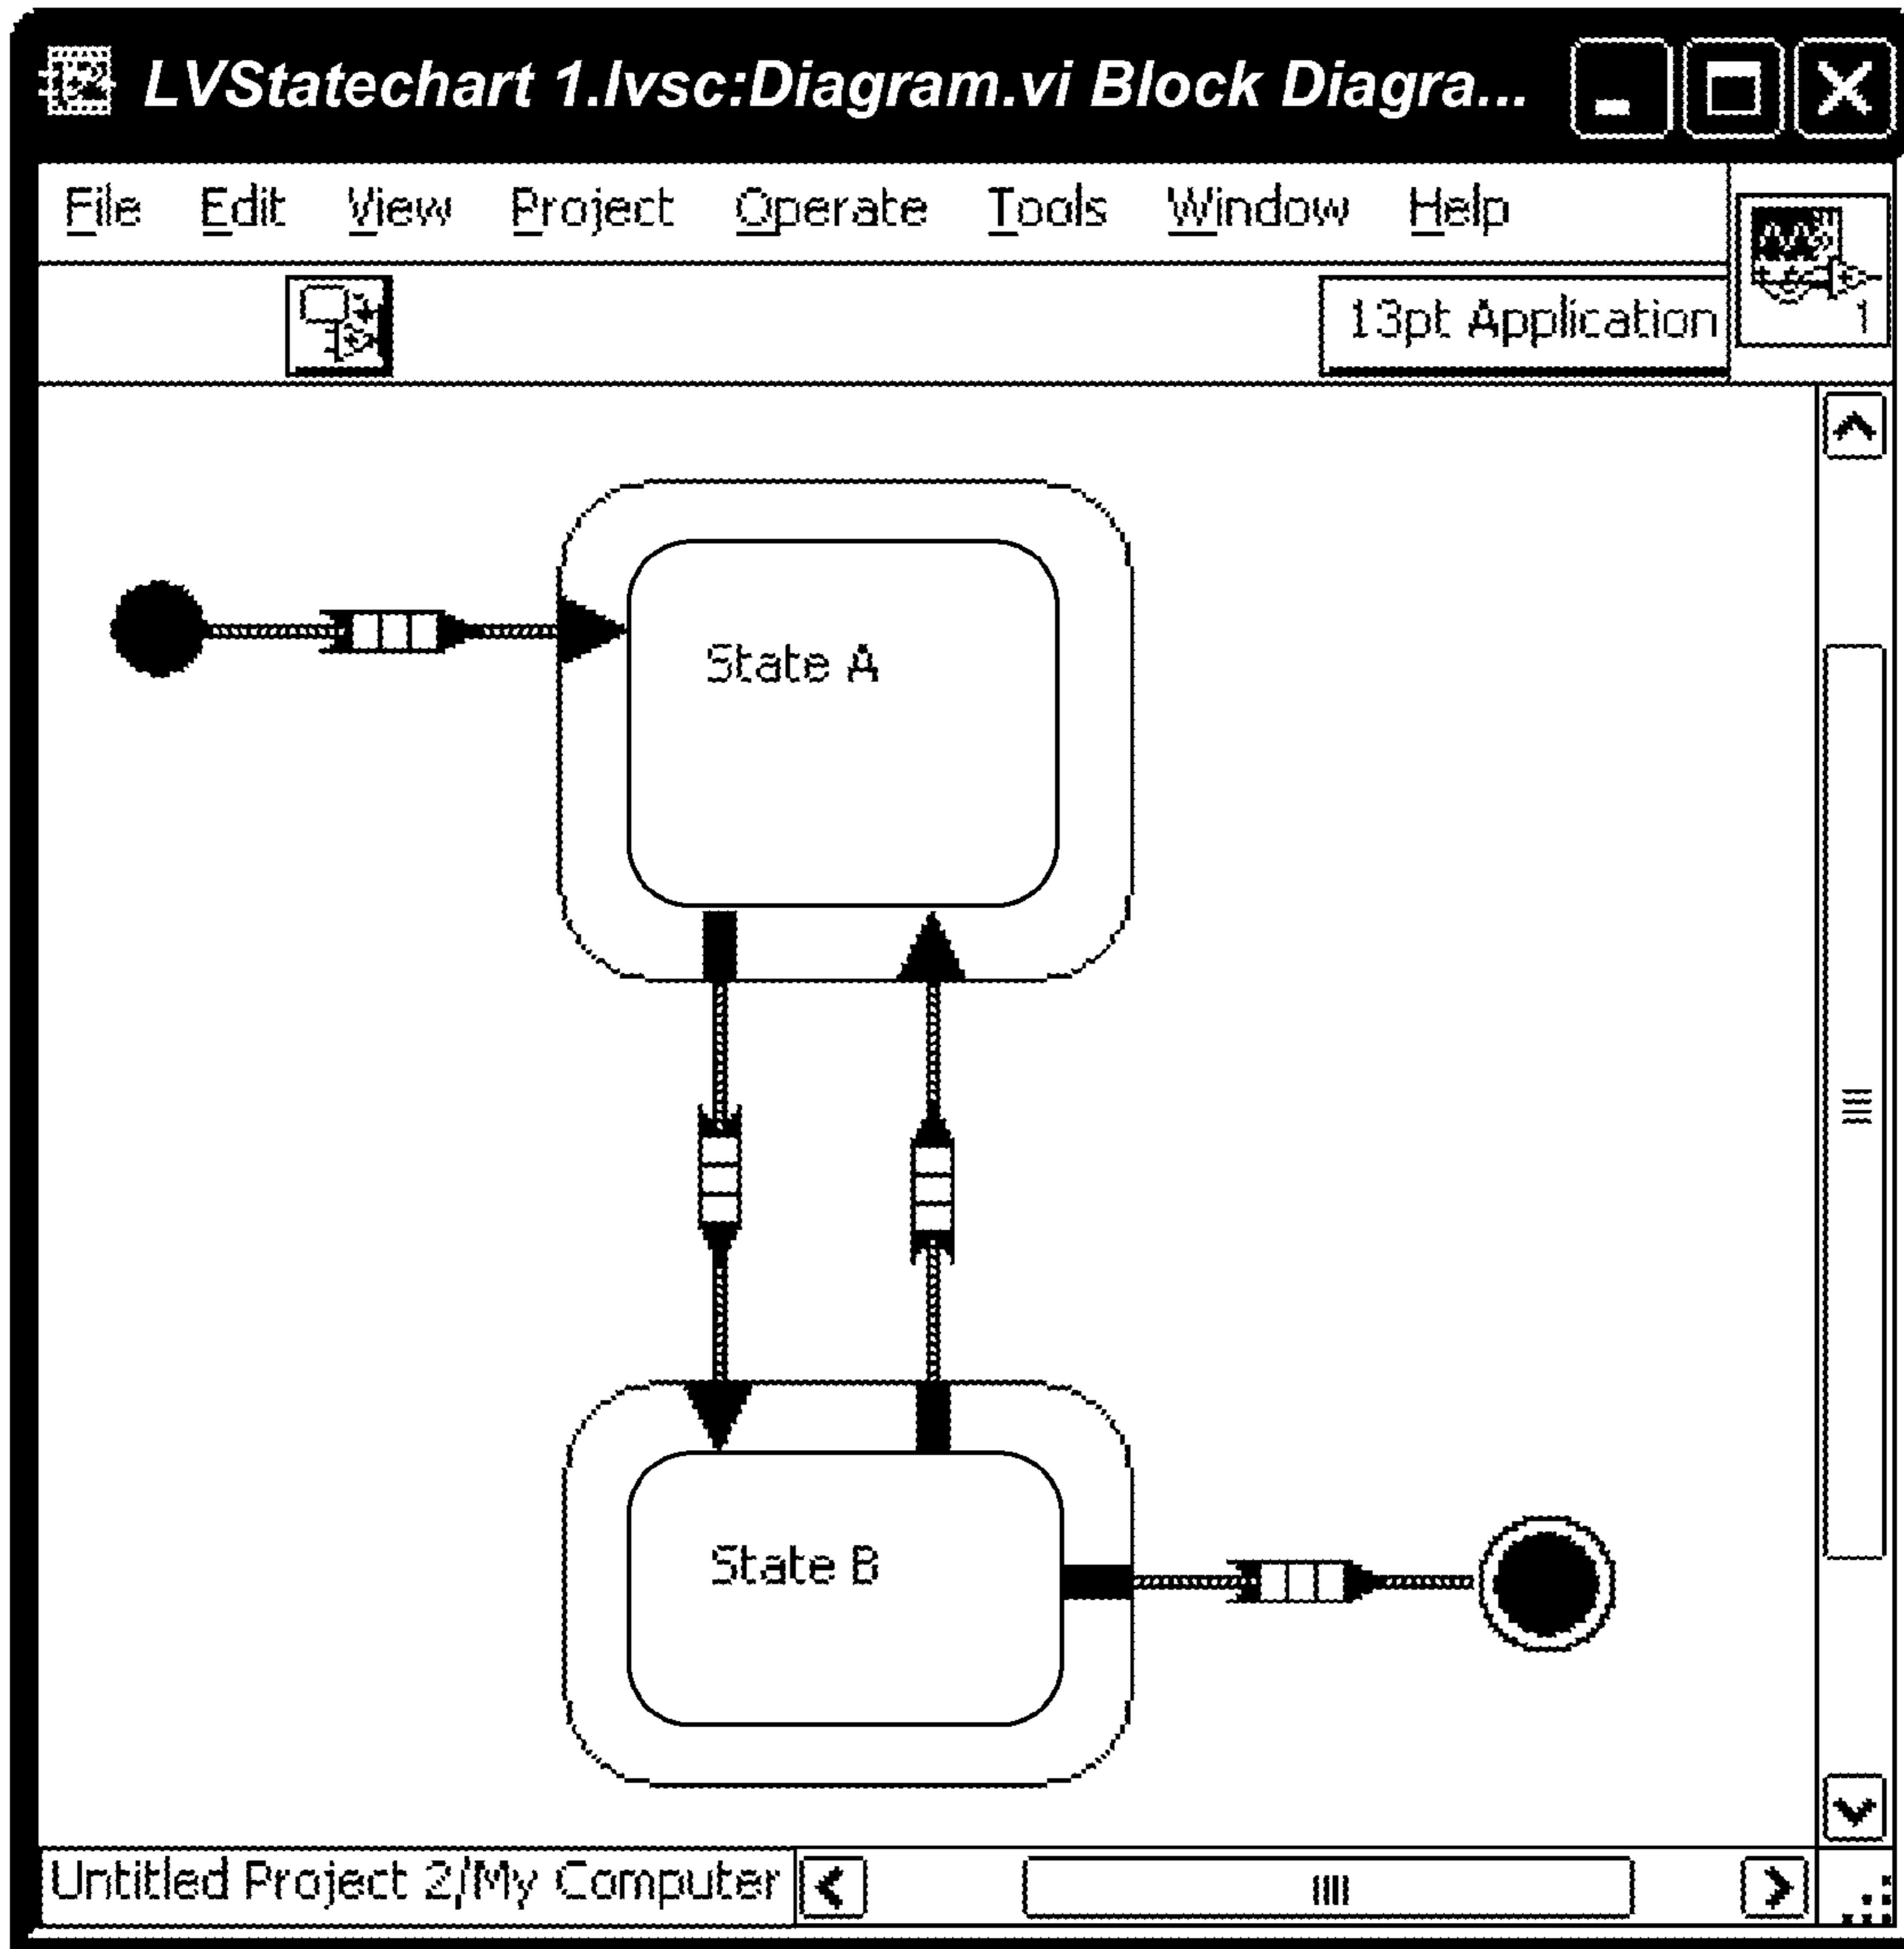 LVStatechart 1.lvsc:Diagram.vi Block Diagra...
File Edit View Project Operate Tools Window Help
13pt Application
1
State A
State B
Untitled Project 2/My Computer